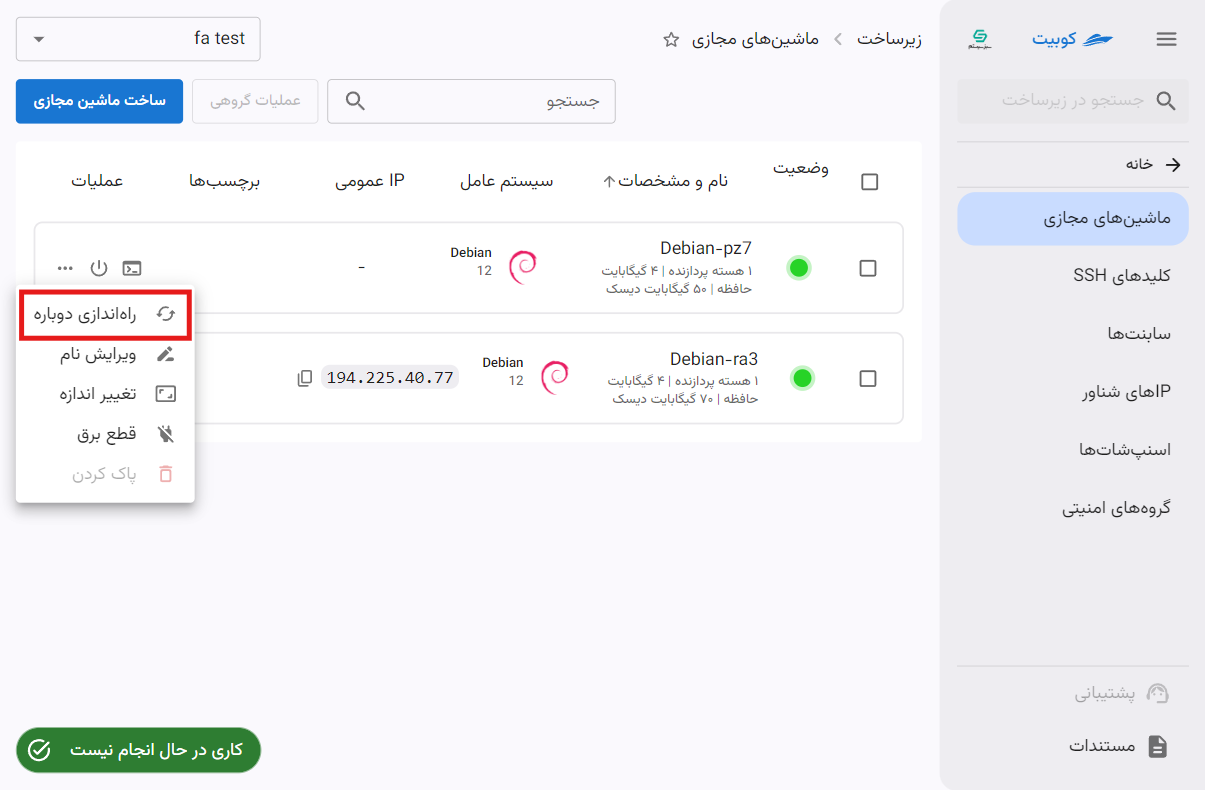 کوبیت
جستجو در زیرساخت
خانه
ماشین‌های مجازی
کلیدهای SSH
سابنت‌ها
IPهای شناور
اسنپ‌شات‌ها
گروه‌های امنیتی
پشتیبانی
مستندات
زیرساخت
ماشین‌های مجازی
fa test
جستجو
عملیات گروهی
ساخت ماشین مجازی
وضعیت
نام و مشخصات
سیستم عامل
IP عمومی
برچسب‌ها
عملیات
Debian-pz7
۱ هسته پردازنده | ۴ گیگابایت
حافظه | ۵۰ گیگابایت دیسک
Debian
12
-
Debian-ra3
۱ هسته پردازنده | ۴ گیگابایت
حافظه | ۷۰ گیگابایت دیسک
Debian
12
194.225.40.77
راه‌اندازی دوباره
ویرایش نام
تغییر اندازه
قطع برق
پاک کردن
کاری در حال انجام نیست